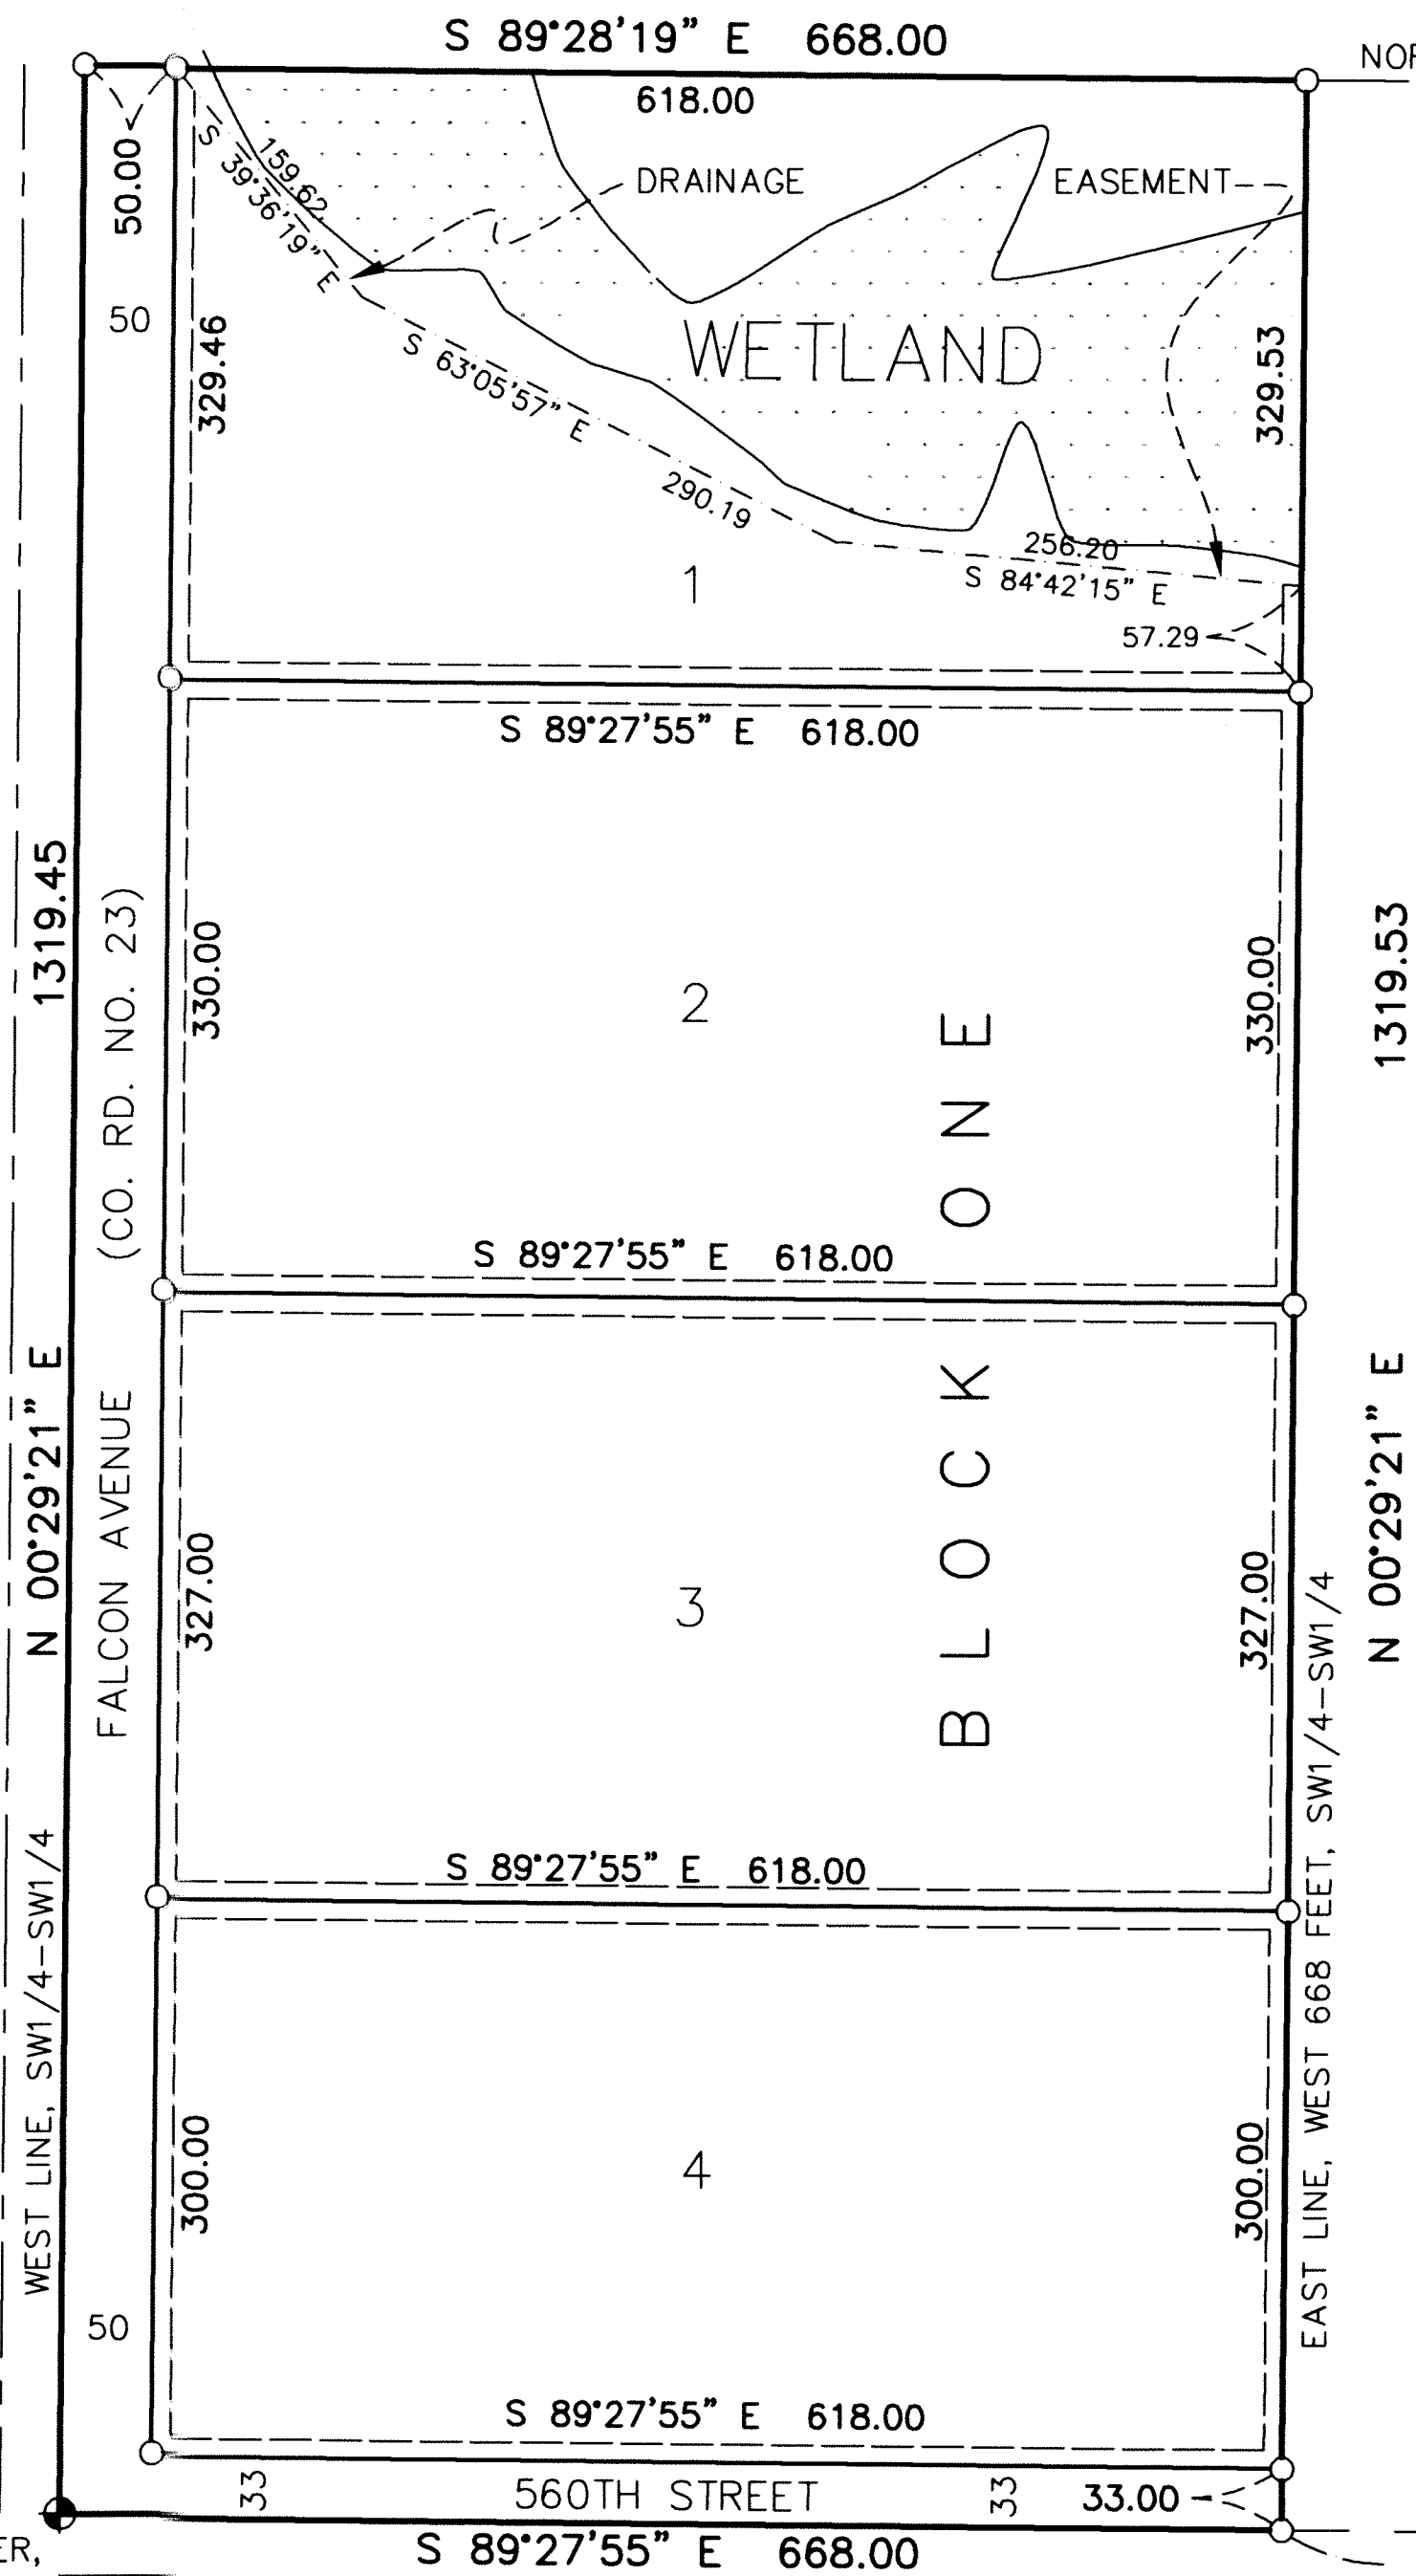 S 89°28'19" E 668.00
NOR
618.00
50.00
S 39°36'19" E
159.62
DRAINAGE
EASEMENT
50
329.46
WETLAND
329.53
S 63°05'57" E
290.19
256.20
S 84°42'15" E
1
57.29
S 89°27'55" E 618.00
1319.45
N 00°29'21" E
WEST LINE, SW1/4-SW1/4
FALCON AVENUE (CO. RD. NO. 23)
330.00
2
330.00
1319.53
N 00°29'21" E
BLOCK ONE
S 89°27'55" E 618.00
327.00
3
327.00
EAST LINE, WEST 668 FEET, SW1/4-SW1/4
S 89°27'55" E 618.00
300.00
4
300.00
50
S 89°27'55" E 618.00
33
560TH STREET
33
33.00
S 89°27'55" E 668.00
ER,